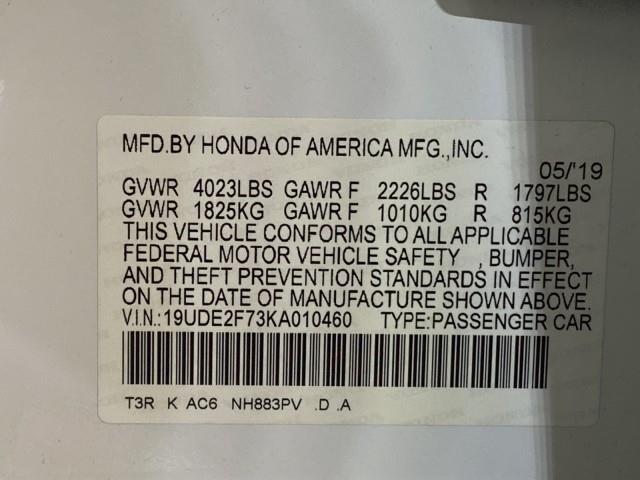 MFD.BY HONDA OF AMERICA MFG.,INC.
05/'19
GVWR 4023LBS GAWR F 2226LBS R 1797LBS
GVWR 1825KG GAWR F 1010KG R 815KG
THIS VEHICLE CONFORMS TO ALL APPLICABLE
FEDERAL MOTOR VEHICLE SAFETY , BUMPER,
AND THEFT PREVENTION STANDARDS IN EFFECT
ON THE DATE OF MANUFACTURE SHOWN ABOVE.
V.I.N.:19UDE2F73KA010460 TYPE:PASSENGER CAR
T3R K AC6 NH883PV .D .A